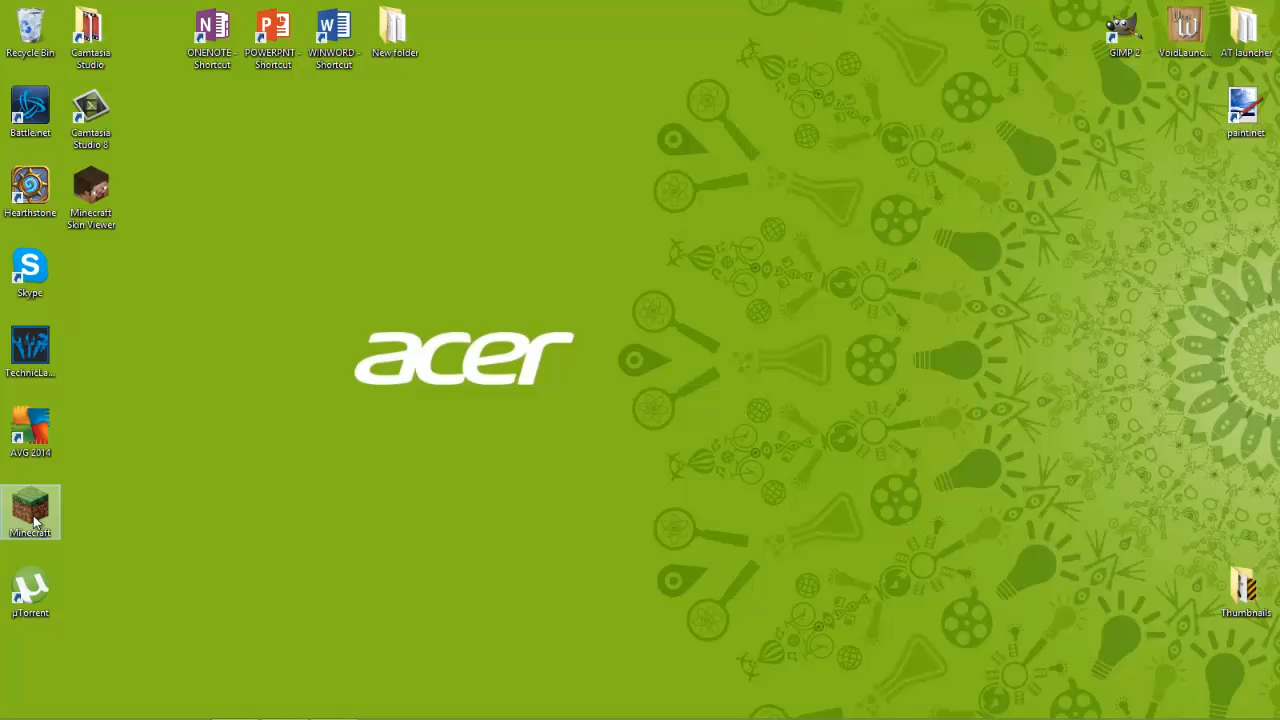 Recycle Bin
Camtasia
Studio
ONENOTE -
Shortcut
POWERPNT -
Shortcut
WINWORD -
Shortcut
New folder
GIMP 2
VoidLaunc...
AT launcher
Battle.net
Camtasia
Studio 8
paint.net
Hearthstone
Minecraft
Skin Viewer
Skype
acer
TechnicLa...
AVG 2014
Minecraft
µTorrent
Thumbnails